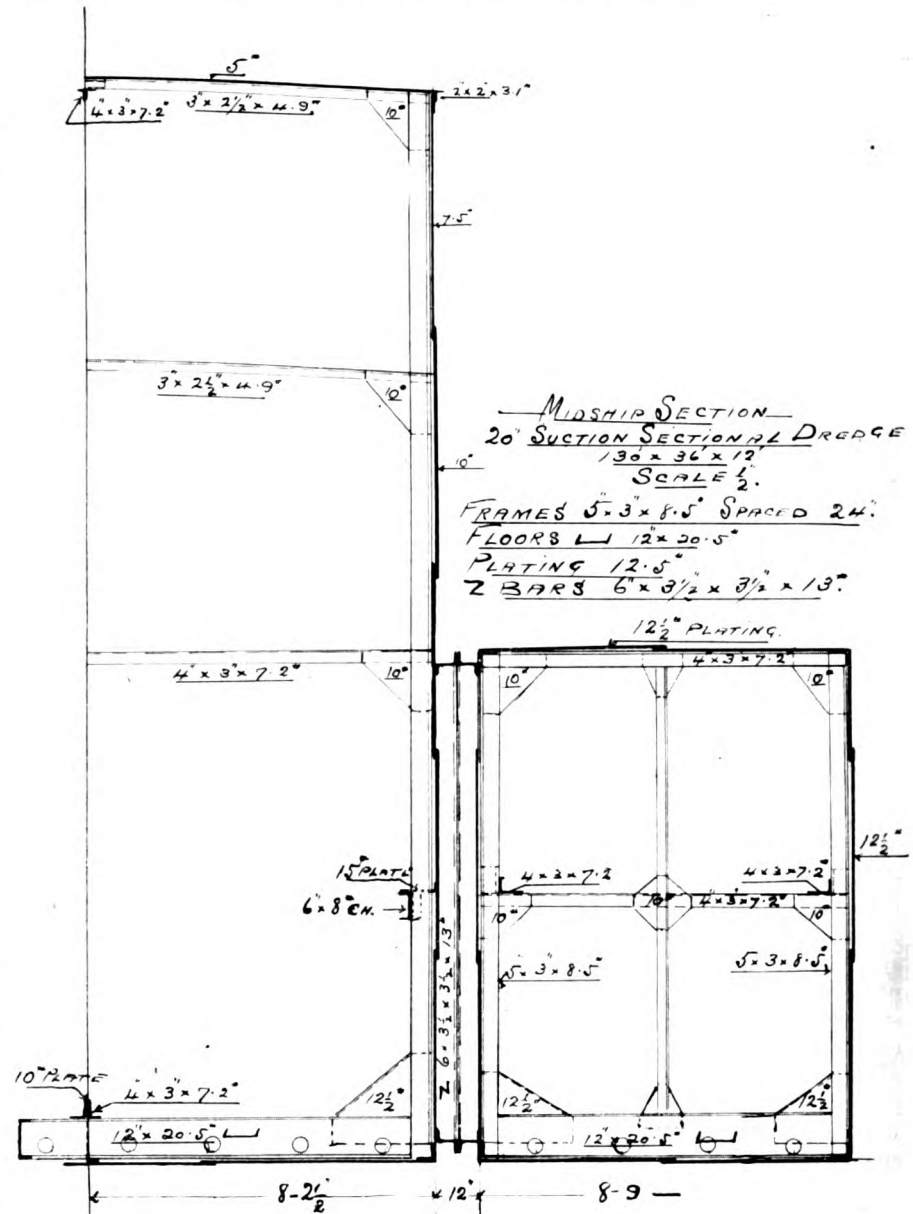 5"
2"x 2"x 3.1"
4"x 3"x 7.2"
3"x 2½"x 4.9"
10"
7.5"
3"x 2½"x 4.9"
10"
10"
MIDSHIP SECTION
20" SUCTION SECTIONAL DREDGE
130' x 36' x 12'
SCALE ½".
FRAMES 5"x 3"x 8.5" SPACED 24".
FLOORS 12"x 20.5"
PLATING 12.5"
Z BARS 6"x 3½"x 3½"x 13"
12½" PLATING.
4"x 3"x 7.2"
10"
4"x 3"x 7.2
10"
10"
12½"
15" PLATE
6"x 8" CH.
4 x 3 x 7.2
4 x 3 x 7.2"
10"
4"x 3"x 7.2"
10"
10"
Z 6"x 3½ x 3½ x 13"
5"x 3"x 8.5"
5 x 3 x 8.5"
10" PLATE
4"x 3"x 7.2"
12½"
12½"
12½"
12"x 20.5"
12"x 20.5"
8-2½"
12"
8-9